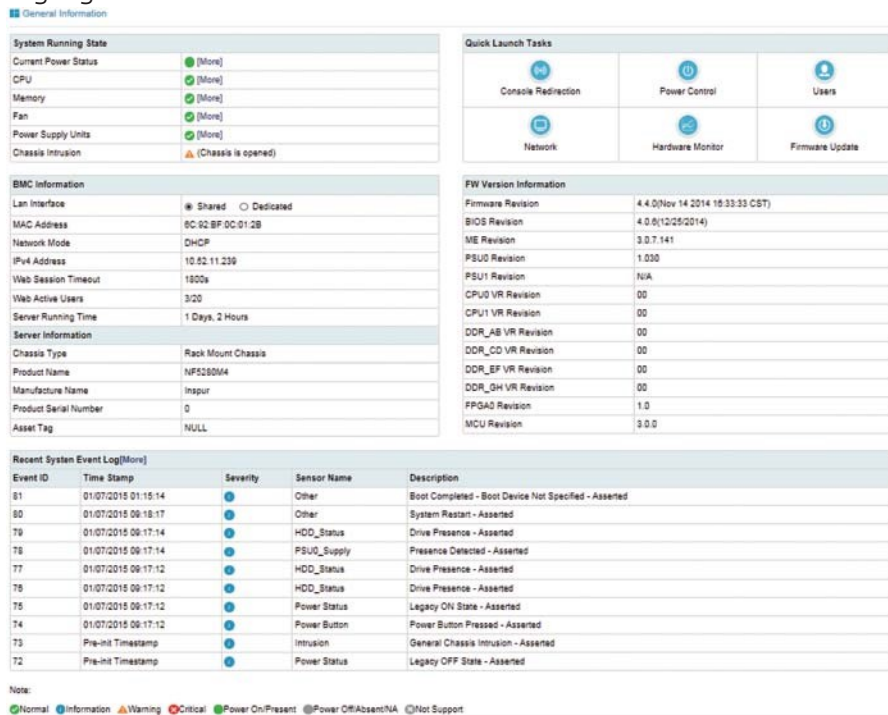 General Information
System Running State
Current Power Status [More]
CPU [More]
Memory [More]
Fan [More]
Power Supply Units [More]
Chassis Intrusion (Chassis is opened)
Quick Launch Tasks
Console Redirection Power Control Users
Network Hardware Monitor Firmware Update
BMC Information
Lan Interface Shared Dedicated
MAC Address 6C:92:BF:0C:01:2B
Network Mode DHCP
IPv4 Address 10.52.11.239
Web Session Timeout 1800s
Web Active Users 3/20
Server Running Time 1 Days, 2 Hours
Server Information
Chassis Type Rack Mount Chassis
Product Name NF5280M4
Manufacture Name Inspur
Product Serial Number 0
Asset Tag NULL
FW Version Information
Firmware Revision 4.4.0(Nov 14 2014 16:33:33 CST)
BIOS Revision 4.0.6(12/25/2014)
ME Revision 3.0.7.141
PSU0 Revision 1.030
PSU1 Revision N/A
CPU0 VR Revision 00
CPU1 VR Revision 00
DDR_AB VR Revision 00
DDR_CD VR Revision 00
DDR_EF VR Revision 00
DDR_GH VR Revision 00
FPGA0 Revision 1.0
MCU Revision 3.0.0
Recent Systen Event Log[More]
Event ID Time Stamp Severity Sensor Name Description
81 01/07/2015 01:15:14 Other Boot Completed - Boot Device Not Specified - Asserted
80 01/07/2015 09:18:17 Other System Restart - Asserted
79 01/07/2015 09:17:14 HDD_Status Drive Presence - Asserted
78 01/07/2015 09:17:14 PSU0_Supply Presence Detected - Asserted
77 01/07/2015 09:17:12 HDD_Status Drive Presence - Asserted
76 01/07/2015 09:17:12 HDD_Status Drive Presence - Asserted
75 01/07/2015 09:17:12 Power Status Legacy ON State - Asserted
74 01/07/2015 09:17:12 Power Button Power Button Pressed - Asserted
73 Pre-init Timestamp Intrusion General Chassis Intrusion - Asserted
72 Pre-init Timestamp Power Status Legacy OFF State - Asserted
Note:
Normal Information Warning Critical Power On/Present Power Off/Absent/NA Not Support